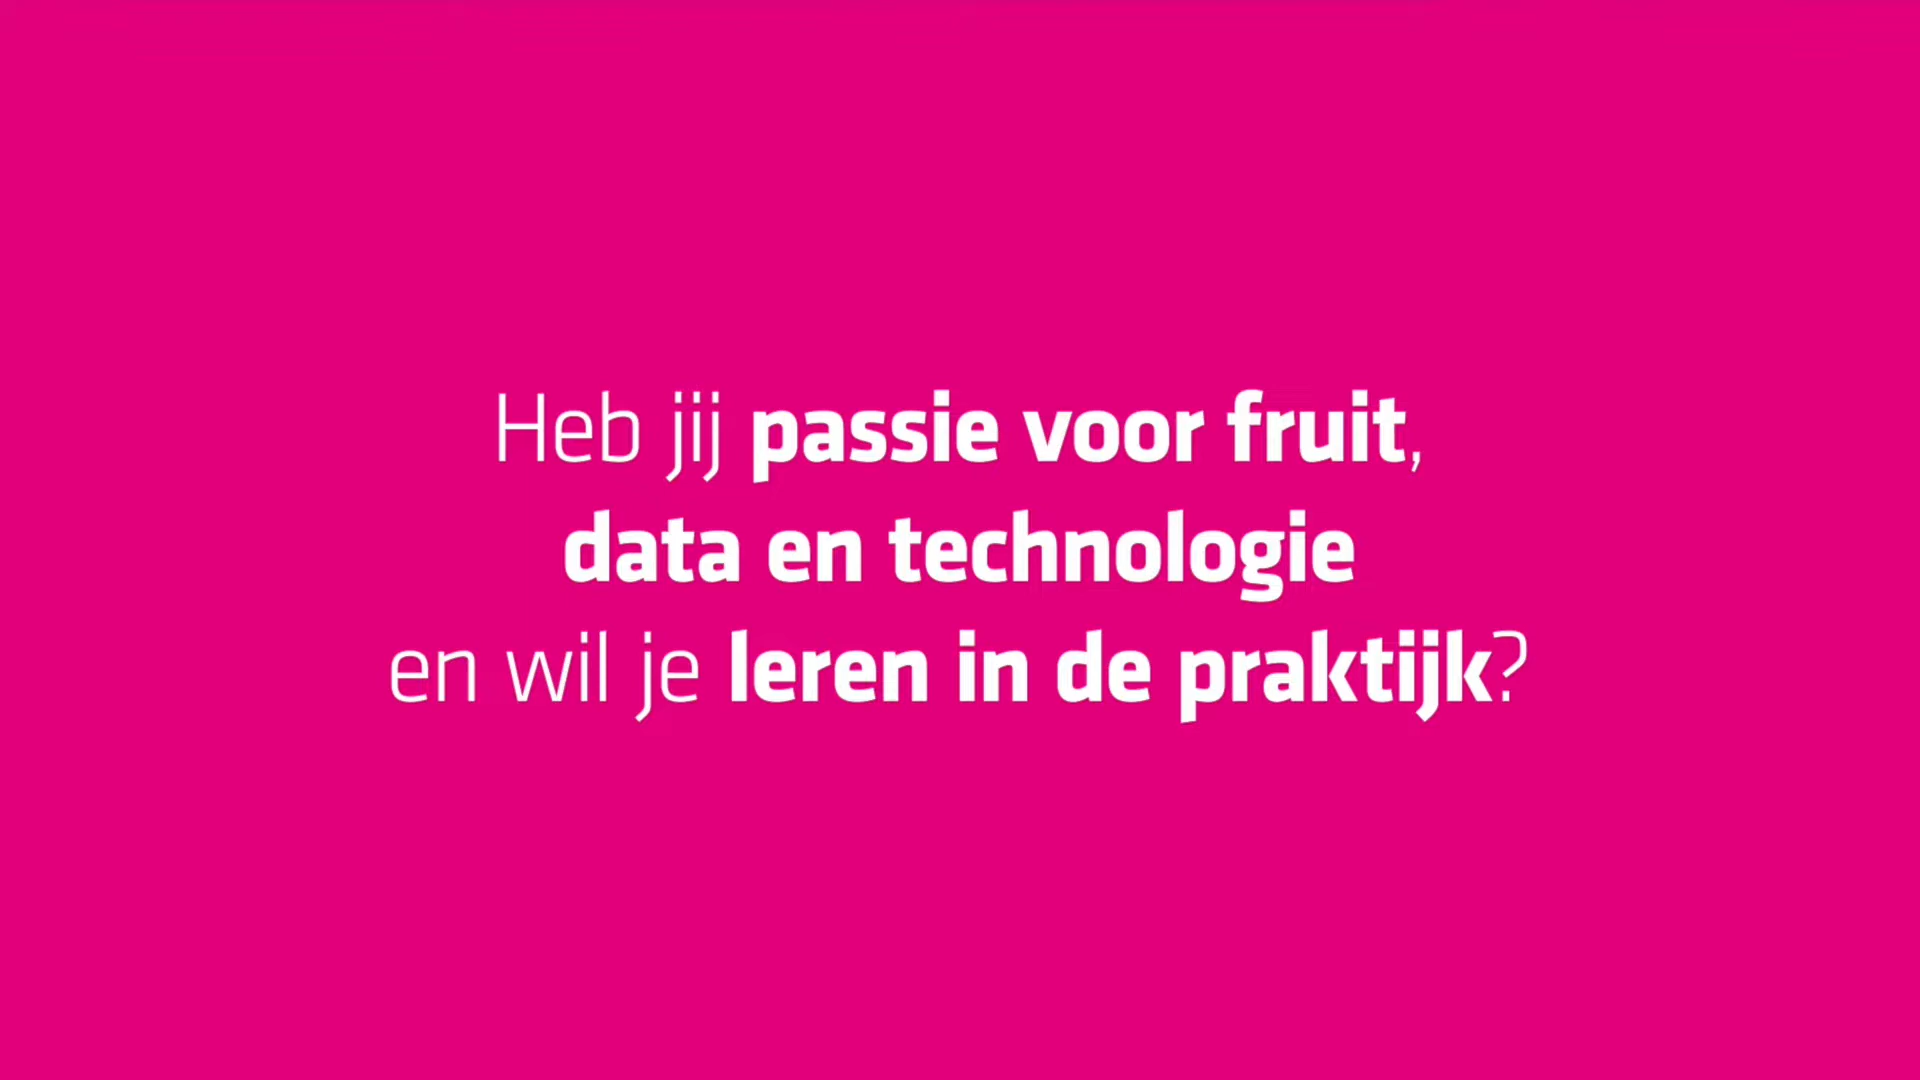 Heb jij passie voor fruit,
data en technologie
en wil je leren in de praktijk?